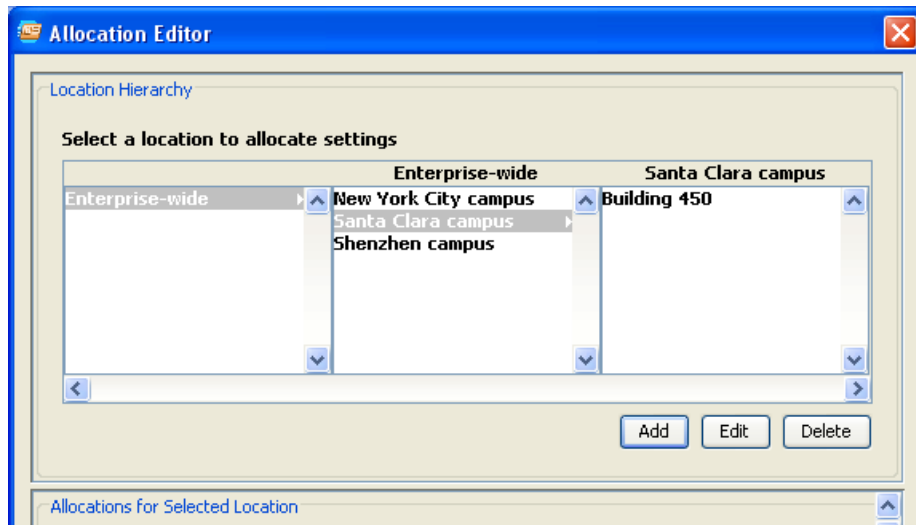 Allocation Editor
Location Hierarchy
Select a location to allocate settings
Enterprise-wide Santa Clara campus
Enterprise-wide New York City campus Building 450
Santa Clara campus
Shenzhen campus
Add Edit Delete
Allocations for Selected Location